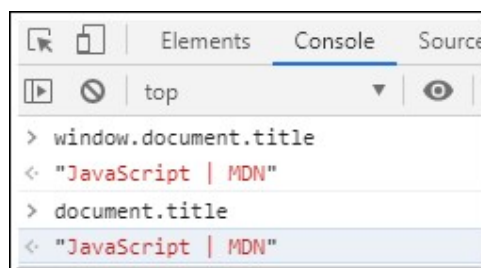 Elements Console Source
top
> window.document.title
"JavaScript | MDN"
> document.title
"JavaScript | MDN"